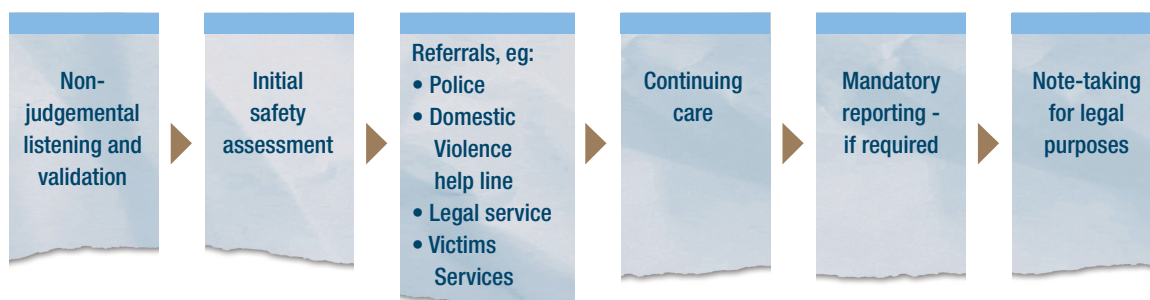 Non-
judgemental
listening and
validation
Initial
safety
assessment
Referrals, eg:
• Police
• Domestic
Violence
help line
• Legal service
• Victims
Services
Continuing
care
Mandatory
reporting -
if required
Note-taking
for legal
purposes